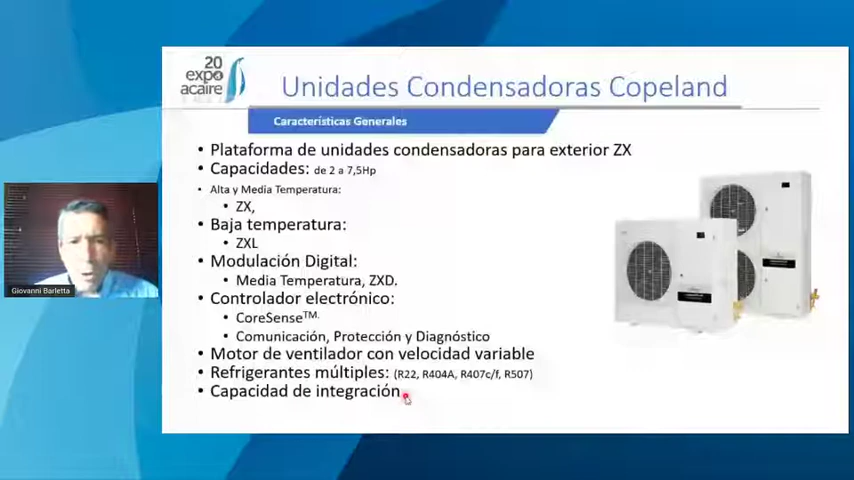 20
expo
acaire
Unidades Condensadoras Copeland
Características Generales
• Plataforma de unidades condensadoras para exterior ZX
• Capacidades: de 2 a 7,5Hp
• Alta y Media Temperatura:
• ZX,
• Baja temperatura:
• ZXL
• Modulación Digital:
• Media Temperatura, ZXD.
• Controlador electrónico:
• CoreSenseTM.
• Comunicación, Protección y Diagnóstico
• Motor de ventilador con velocidad variable
• Refrigerantes múltiples: (R22, R404A, R407c/f, R507)
• Capacidad de integración
Giovanni Barletta